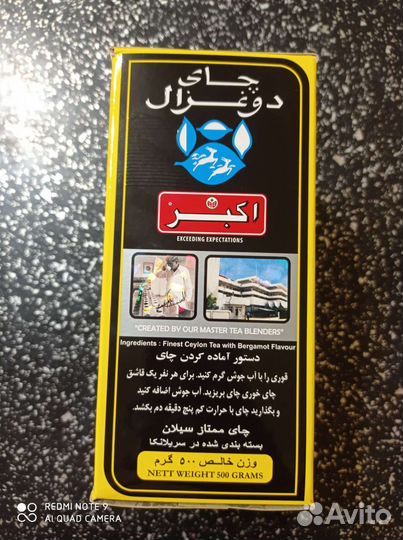 چای
دوغزال
اکبر
EXCEEDING EXPECTATIONS
"CREATED BY OUR MASTER TEA BLENDERS"
Ingredients : Finest Ceylon Tea with Bergamot Flavour
دستور آماده کردن چای
قوری را با آب جوش گرم کنید. برای هر نفر یک قاشق
چای خوری چای بریزید. آب جوش اضافه کنید
و بگذارید چای با حرارت کم پنج دقیقه دم بکشد.
چای ممتاز سیلان
بسته بندی شده در سریلانکا
وزن خالص ۵۰۰ گرم
NETT WEIGHT 500 GRAMS
REDMI NOTE 9
AI QUAD CAMERA
Avito